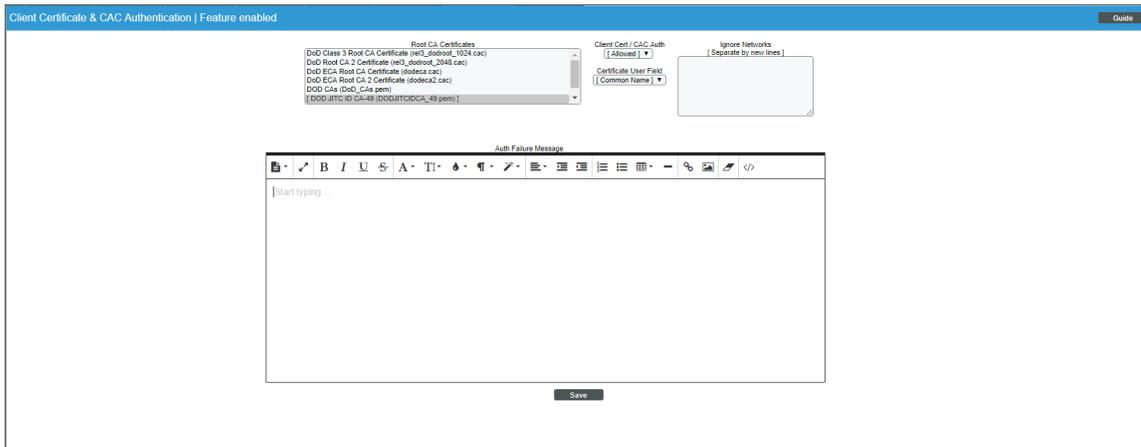 Client Certificate & CAC Authentication | Feature enabled
Guide
Root CA Certificates
DoD Class 3 Root CA Certificate (rel3_dodroot_1024.cac)
DoD Root CA 2 Certificate (rel3_dodroot_2048.cac)
DoD ECA Root CA Certificate (dodeca.cac)
DoD ECA Root CA 2 Certificate (dodeca2.cac)
DOD CAs (DoD_CAs.pem)
[ DOD JITC ID CA-49 (DODJITCIDCA_49.pem) ]
Client Cert / CAC Auth
[ Allowed ]
Certificate User Field
[ Common Name ]
Ignore Networks
[ Separate by new lines ]
Auth Failure Message
B I U S A T
Start typing ...
Save